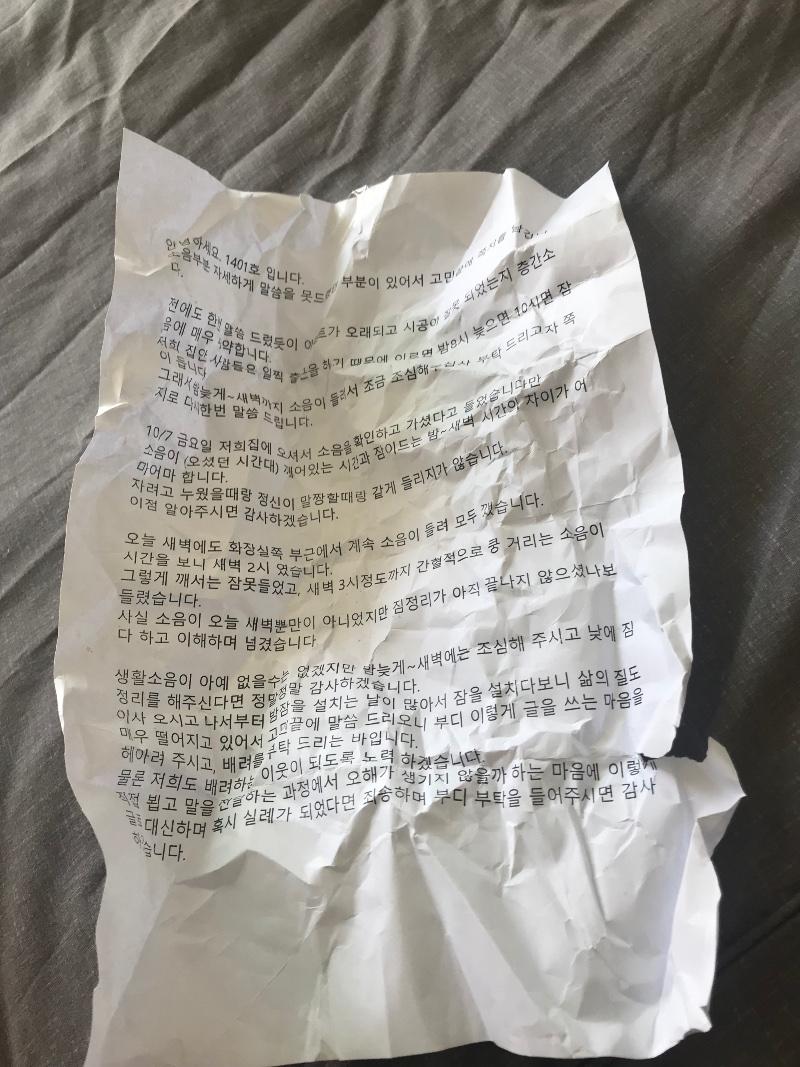 안녕하세요. 1401호 입니다.
자세하게 말씀을 못드렸던 부분이 있어서 고민끝에 쪽지를
다.
전에도 한번 말씀 드렸듯이 아파트가 오래되고 시공이 잘못 되었는지 층간소
음에 매우 취약합니다.
저희 집안 사람들은 일찍 출근을 하기 때문에 이르면 밤8시 늦으면 10시면 잠
이 듭니다.
그래서 밤늦게~새벽까지 소음이 들려서 조금 조심해 부탁 드리고자 쪽
지로 다시한번 말씀 드립니다.
10/7 금요일 저희집에 오셔서 소음을 확인하고 가셨다고 들었습니다만
소음이 (오셨던 시간대) 깨어있는 시간과 잠이드는 밤~새벽 시간의 차이가 어
마어마 합니다.
자려고 누웠을때랑 정신이 말짱할때랑 같게 들리지가 않습니다.
이점 알아주시면 감사하겠습니다.
오늘 새벽에도 화장실쪽 부근에서 계속 소음이 들려 모두 깼습니다.
시간을 보니 새벽 2시 였습니다.
그렇게 깨서는 잠못들었고, 새벽 3시정도까지 간헐적으로 쿵 거리는 소음이
들렸습니다.
사실 소음이 오늘 새벽뿐만이 아니었지만 짐정리가 아직 끝나지 않으셨나보
다 하고 이해하며 넘겼습니다
생활소음이 아예 없을수는 없겠지만 밤늦게~새벽에는 조심해 주시고 낮에 짐
정리를 해주신다면 정말정말 감사하겠습니다.
이사 오시고 나서부터 밤잠을 설치는 날이 많아서 잠을 설치다보니 삶의 질도
매우 떨어지고 있어서 고민끝에 말씀 드리오니 부디 이렇게 글을 쓰는 마음을
헤아려 주시고, 배려를 부탁 드리는 바입니다.
물론 저희도 배려하는 이웃이 되도록 노력 하겠습니다.
직접 뵙고 말을 전달하는 과정에서 오해가 생기지 않을까 하는 마음에 이렇게
글로 대신하며 혹시 실례가 되었다면 죄송하며 부디 부탁을 들어주시면 감사
하겠습니다.